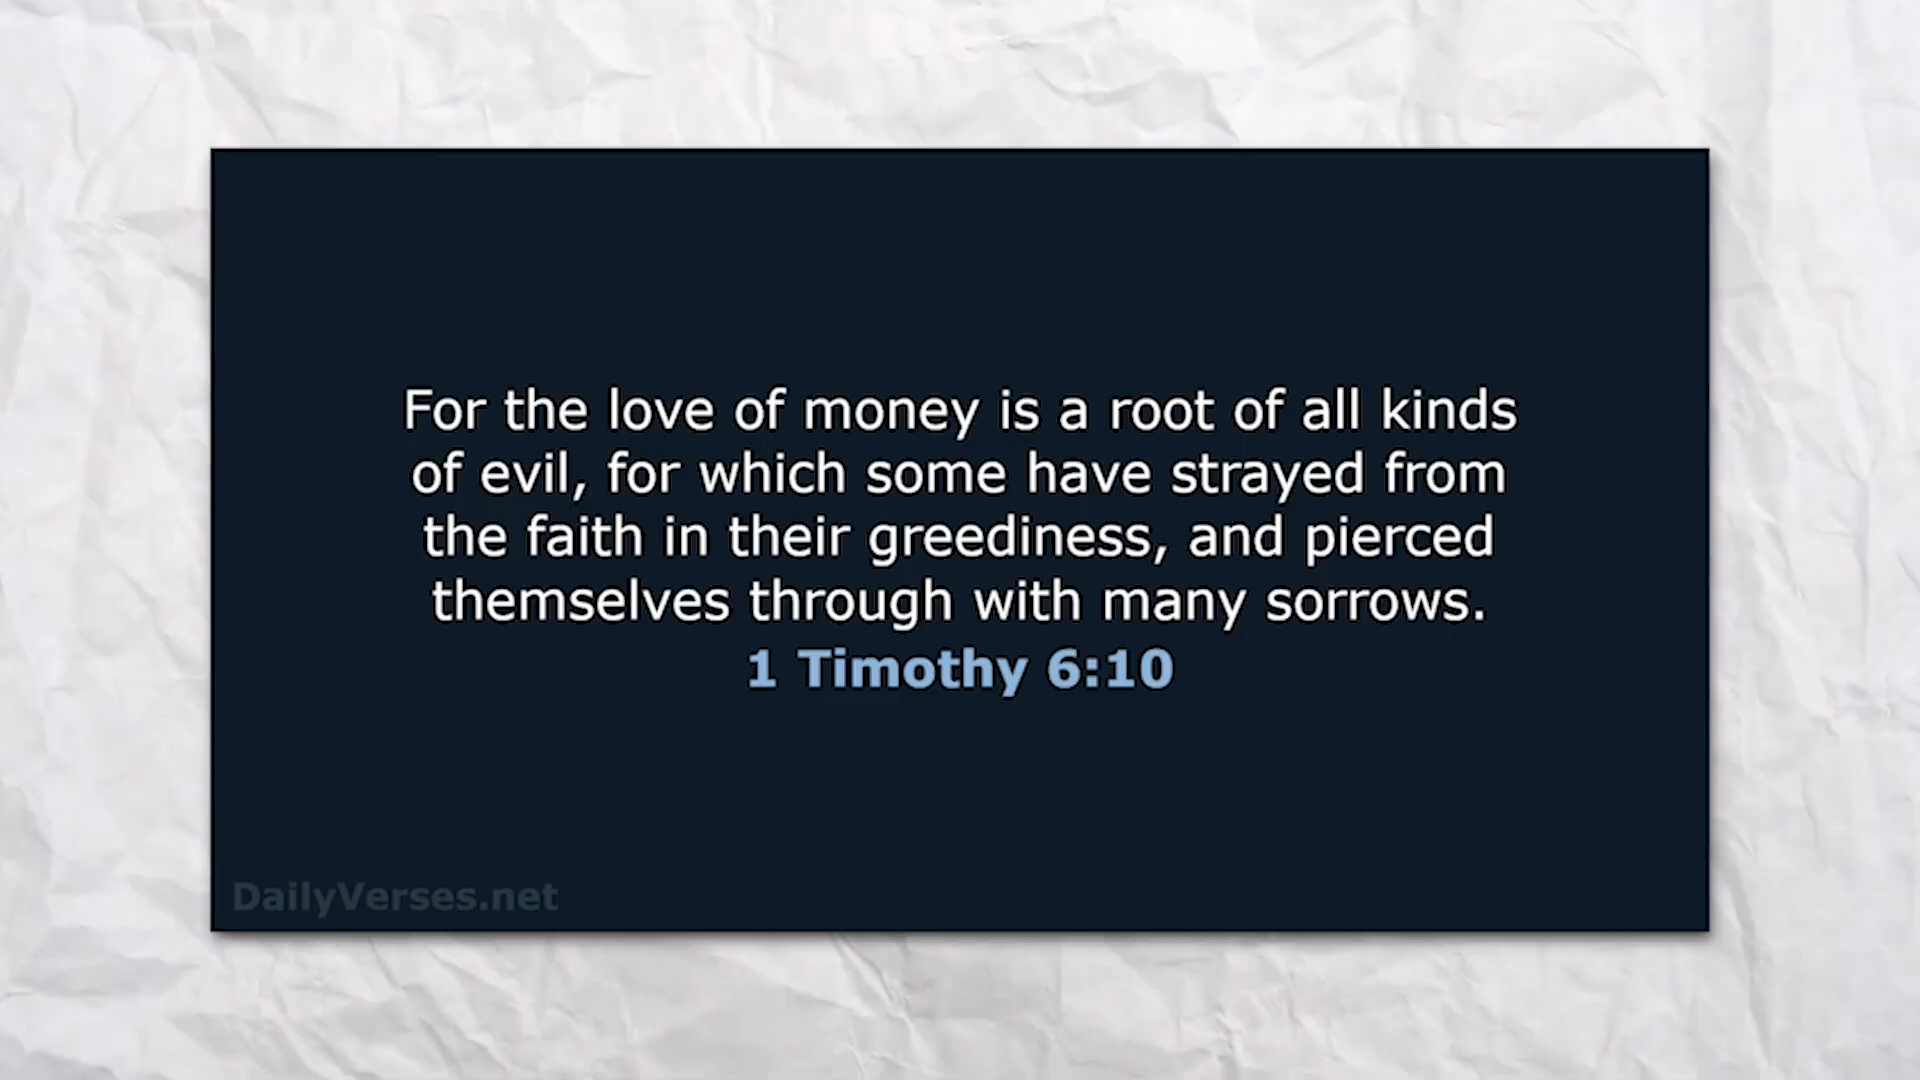 For the love of money is a root of all kinds
of evil, for which some have strayed from
the faith in their greediness, and pierced
themselves through with many sorrows.
1 Timothy 6:10
DailyVerses.net